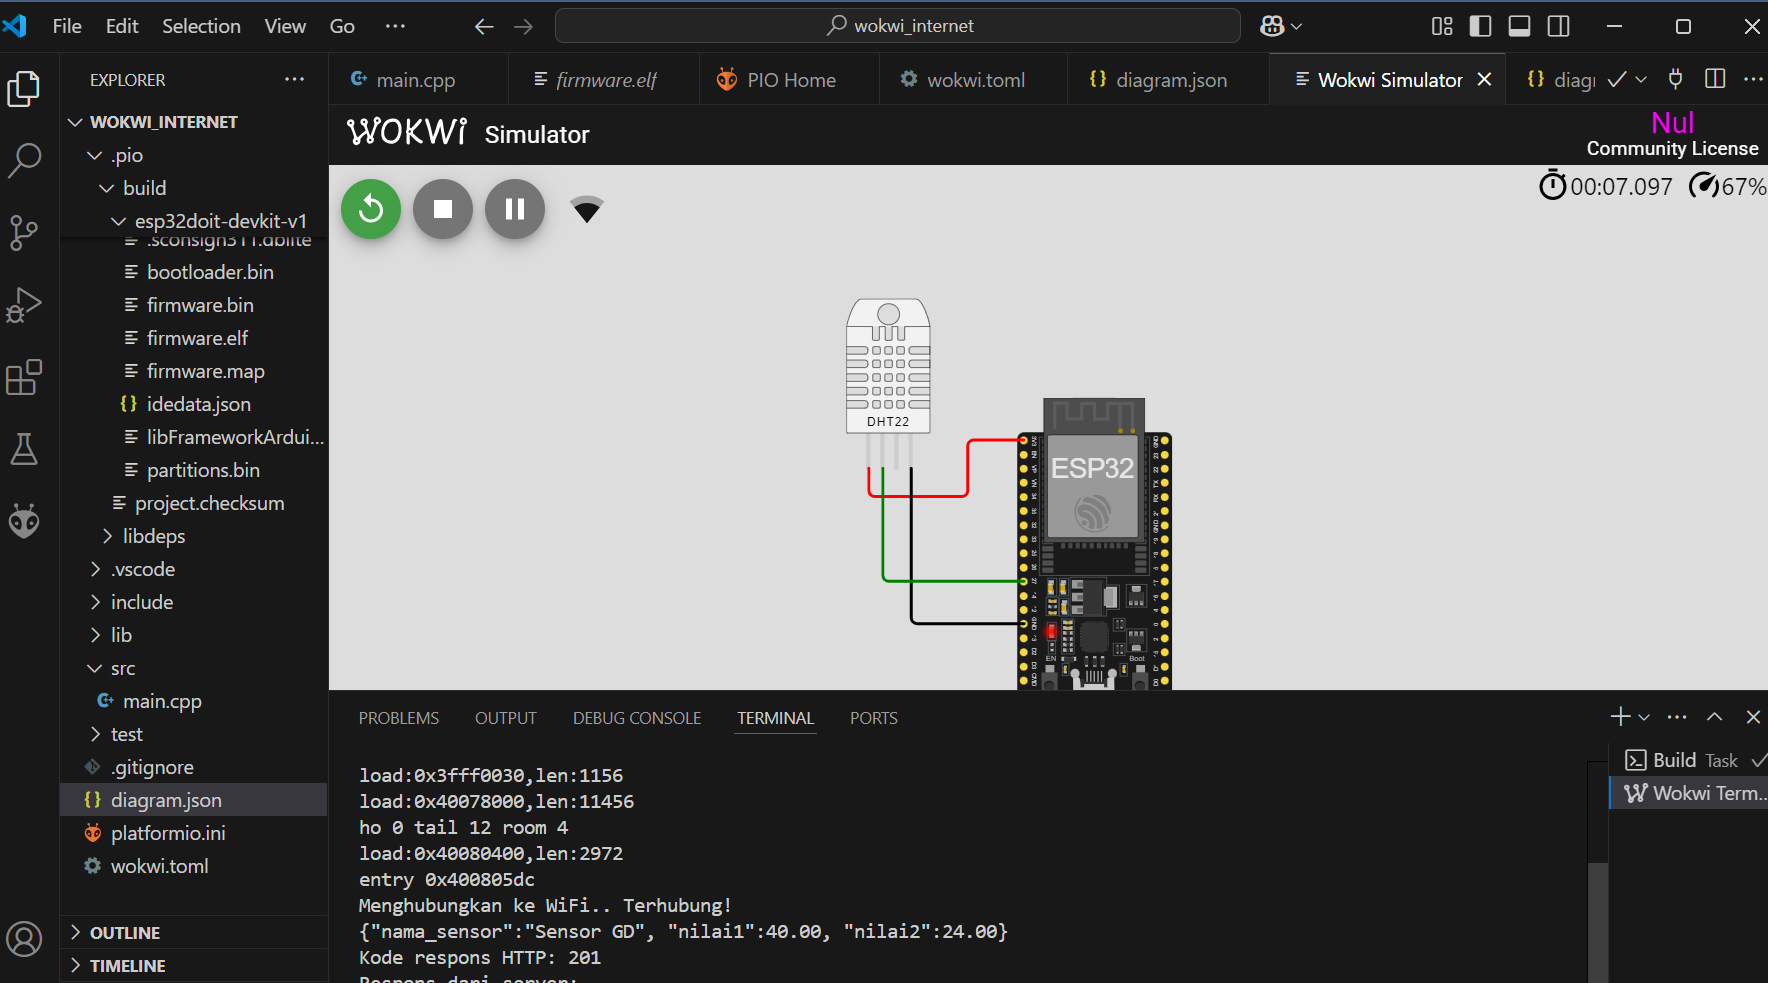 File Edit Selection View Go ···
wokwi_internet
EXPLORER
WOKWI_INTERNET
.pio
build
esp32doit-devkit-v1
.sconsign311.dblite
bootloader.bin
firmware.bin
firmware.elf
firmware.map
idedata.json
libFrameworkArdui...
partitions.bin
project.checksum
libdeps
.vscode
include
lib
src
main.cpp
test
.gitignore
diagram.json
platformio.ini
wokwi.toml
OUTLINE
TIMELINE
main.cpp
firmware.elf
PIO Home
wokwi.toml
diagram.json
Wokwi Simulator
diagr
WOKWi Simulator
Nul
Community License
00:07.097 67%
DHT22
ESP32
EN
Boot
PROBLEMS OUTPUT DEBUG CONSOLE TERMINAL PORTS
load:0x3fff0030,len:1156
load:0x40078000,len:11456
ho 0 tail 12 room 4
load:0x40080400,len:2972
entry 0x400805dc
Menghubungkan ke WiFi.. Terhubung!
{"nama_sensor":"Sensor GD", "nilai1":40.00, "nilai2":24.00}
Kode respons HTTP: 201
Respons dari server:
Build Task
Wokwi Term...